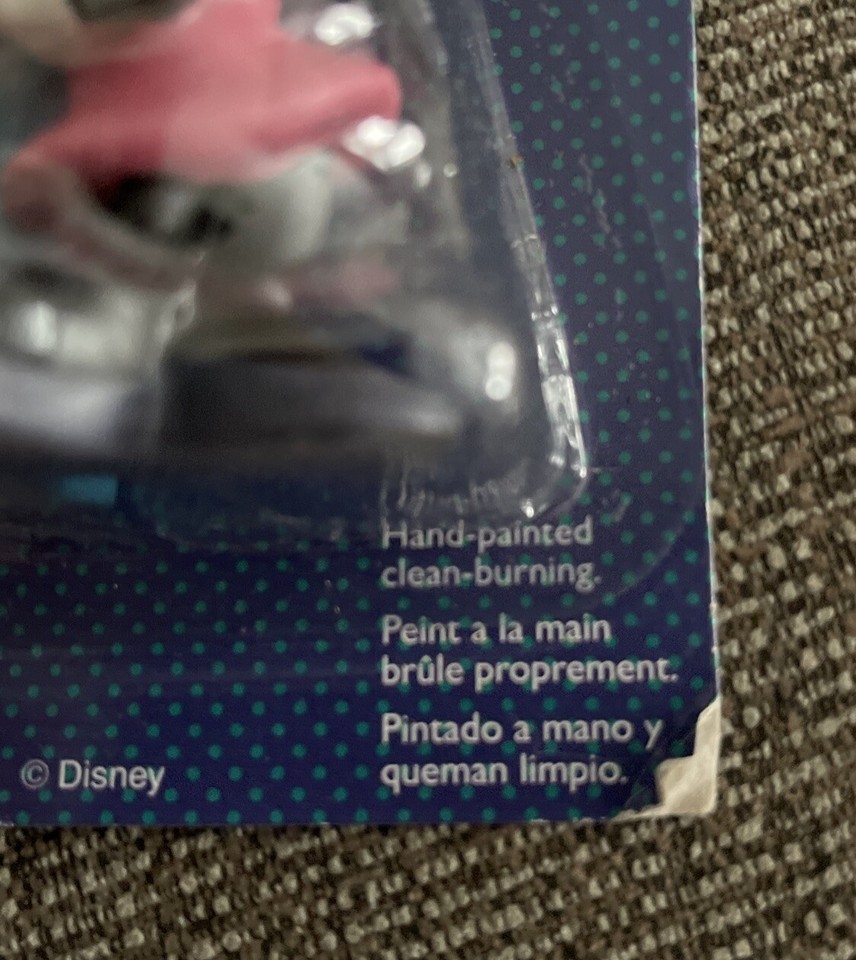 Hand-painted
clean-burning.
Peint a la main
brûle proprement.
Pintado a mano y
queman limpio.
© Disney